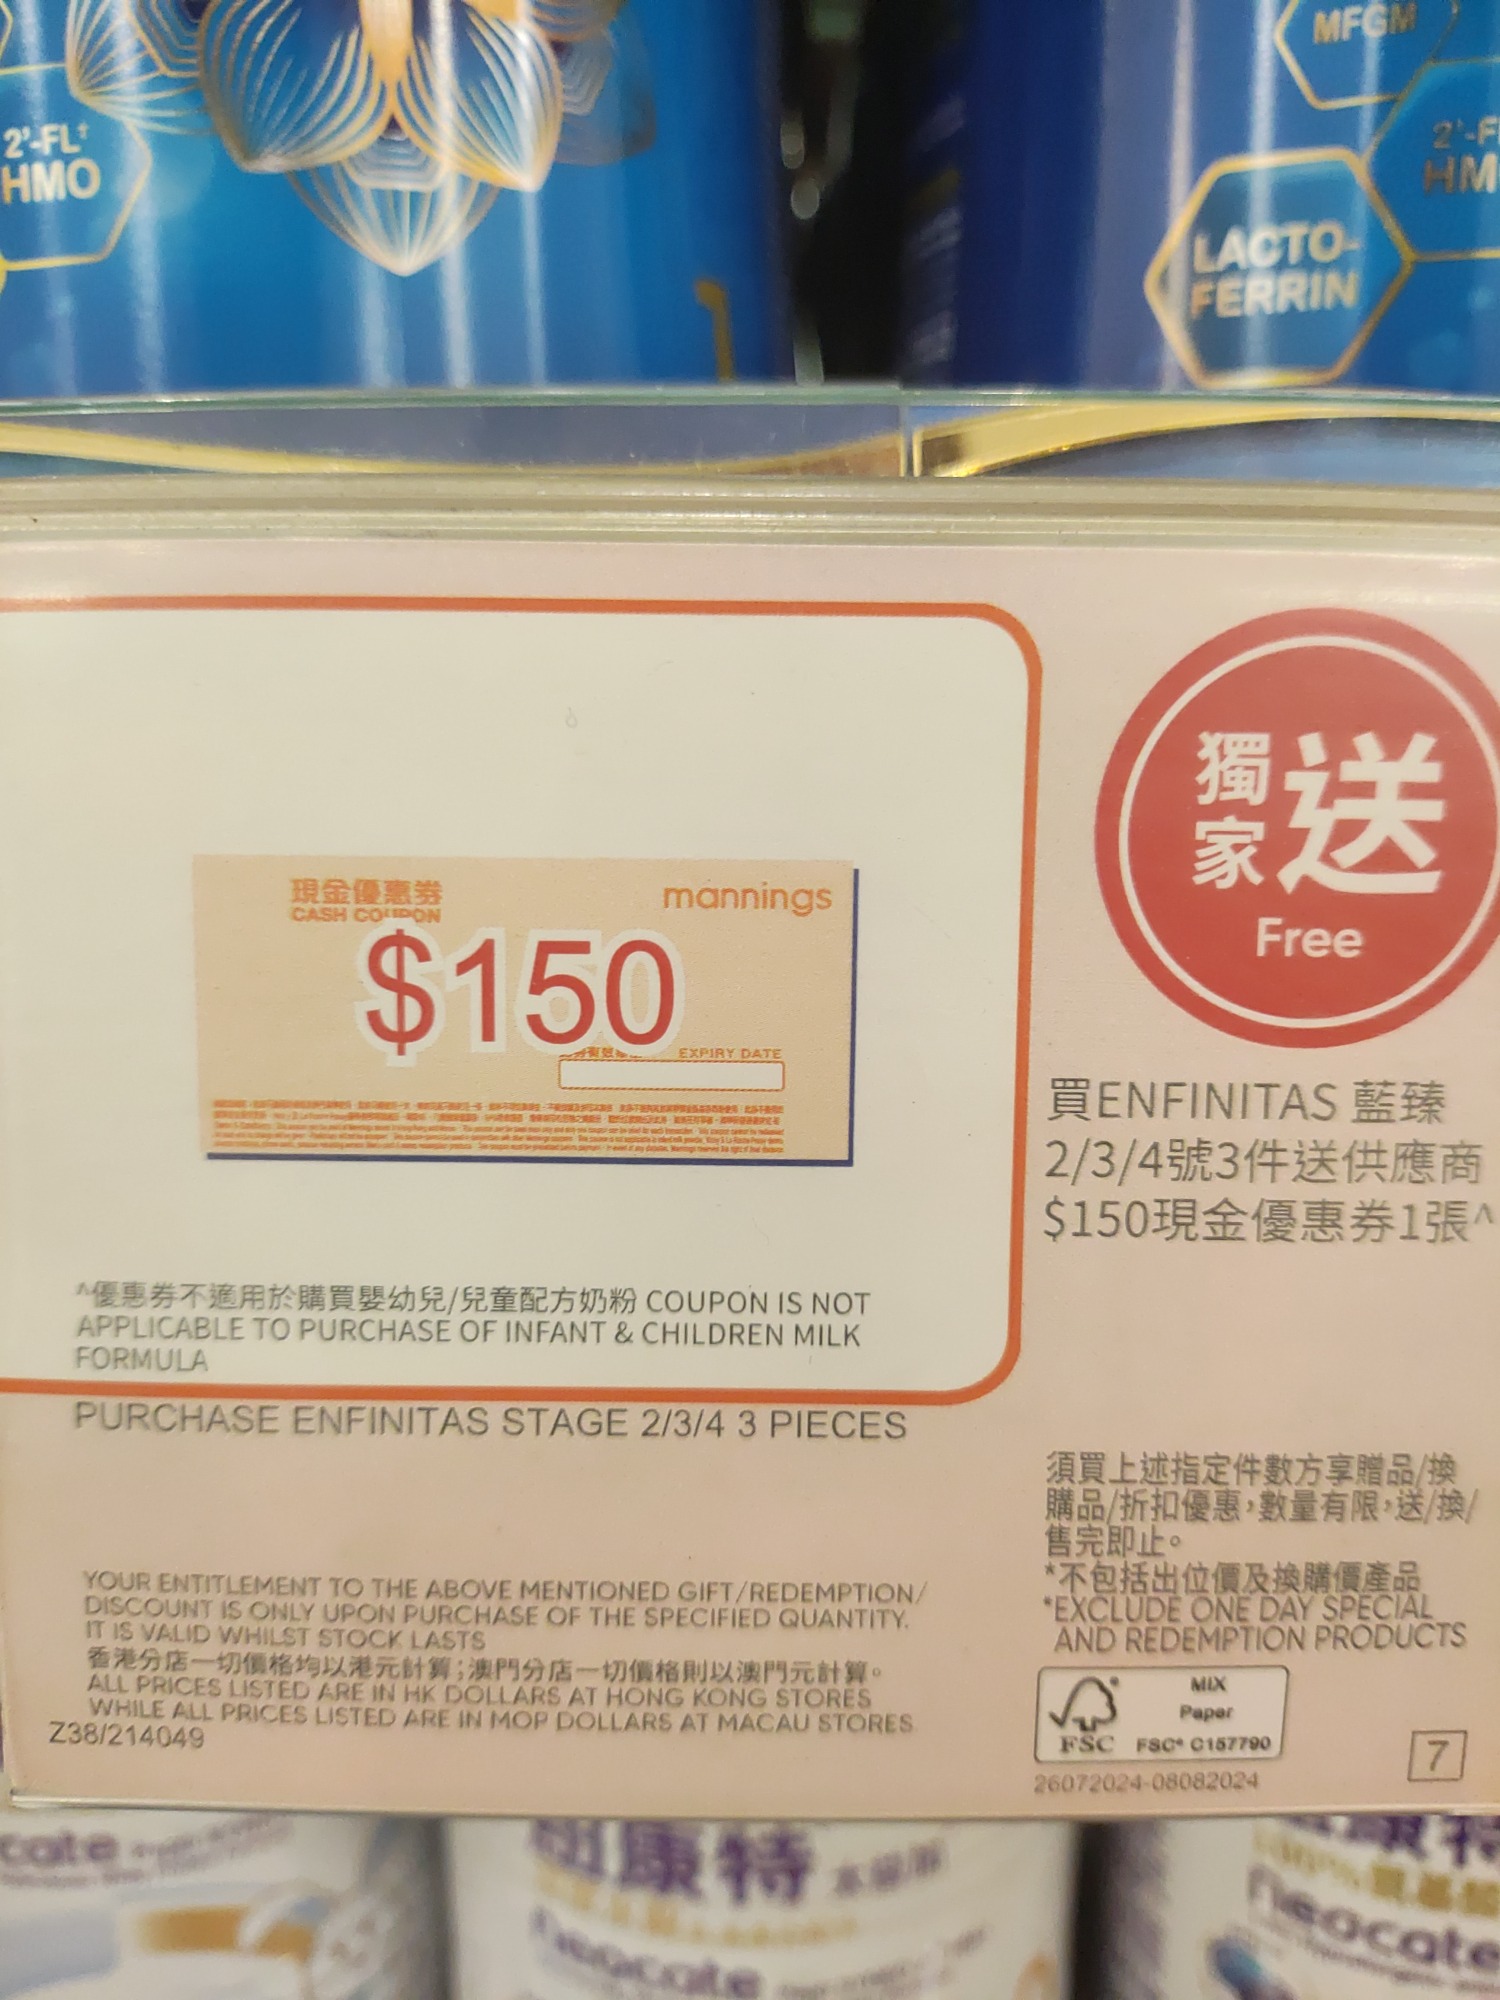 2'-FL†
HMO
MFGM
2'-F
HM
LACTO-
FERRIN
現金優惠券
CASH COUPON
mannings
$150
EXPIRY DATE
獨家送
Free
買ENFINITAS 藍臻
2/3/4號3件送供應商
$150現金優惠券1張^
^優惠券不適用於購買嬰幼兒/兒童配方奶粉 COUPON IS NOT
APPLICABLE TO PURCHASE OF INFANT & CHILDREN MILK
FORMULA
PURCHASE ENFINITAS STAGE 2/3/4 3 PIECES
須買上述指定件數方享贈品/換
購品/折扣優惠，數量有限，送/換/
售完即止。
*不包括出位價及換購價產品
*EXCLUDE ONE DAY SPECIAL
AND REDEMPTION PRODUCTS
YOUR ENTITLEMENT TO THE ABOVE MENTIONED GIFT/REDEMPTION/
DISCOUNT IS ONLY UPON PURCHASE OF THE SPECIFIED QUANTITY.
IT IS VALID WHILST STOCK LASTS
香港分店一切價格均以港元計算；澳門分店一切價格則以澳門元計算。
ALL PRICES LISTED ARE IN HK DOLLARS AT HONG KONG STORES
WHILE ALL PRICES LISTED ARE IN MOP DOLLARS AT MACAU STORES
Z38/214049
MIX
Paper
FSC
FSC® C157790
7
26072024-08082024
cate
康特
Neocate
Neocate